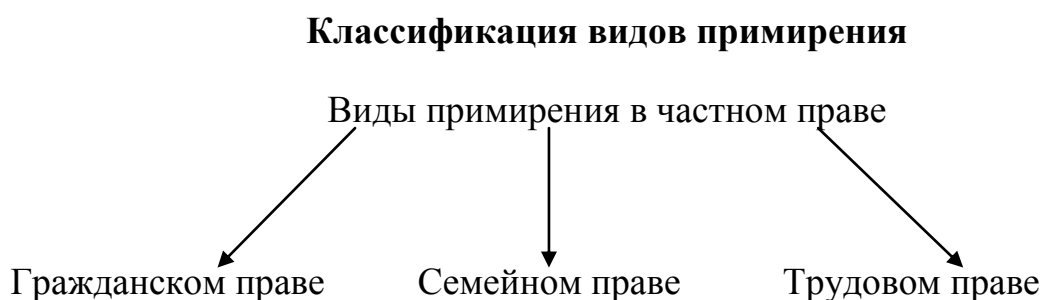 Классификация видов примирения
Виды примирения в частном праве
Гражданском праве Семейном праве Трудовом праве